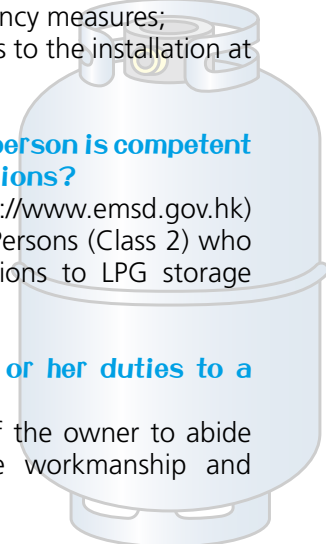 ncy measures;
s to the installation at
person is competent
ions?
://www.emsd.gov.hk)
Persons (Class 2) who
ions to LPG storage
or her duties to a
f the owner to abide
e workmanship and